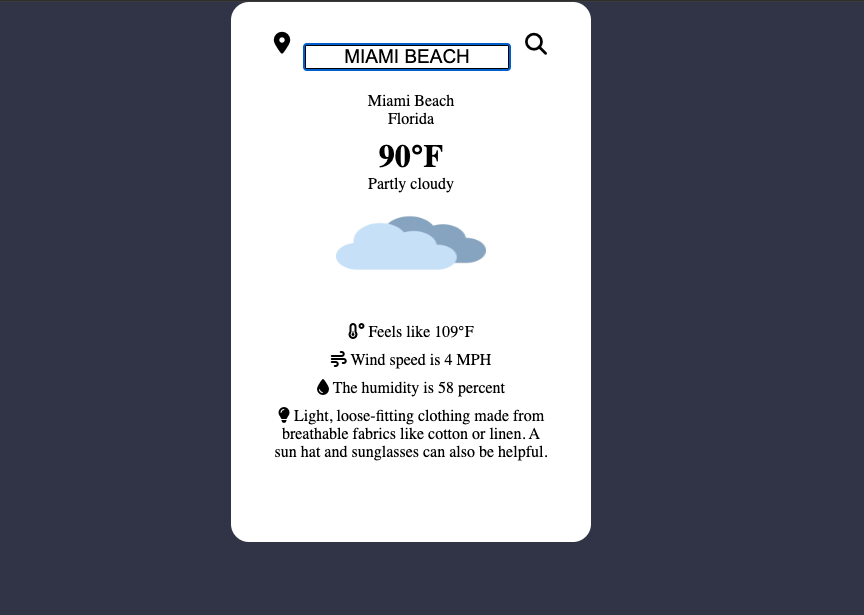 MIAMI BEACH
Miami Beach
Florida
90°F
Partly cloudy
Feels like 109°F
Wind speed is 4 MPH
The humidity is 58 percent
Light, loose-fitting clothing made from
breathable fabrics like cotton or linen. A
sun hat and sunglasses can also be helpful.